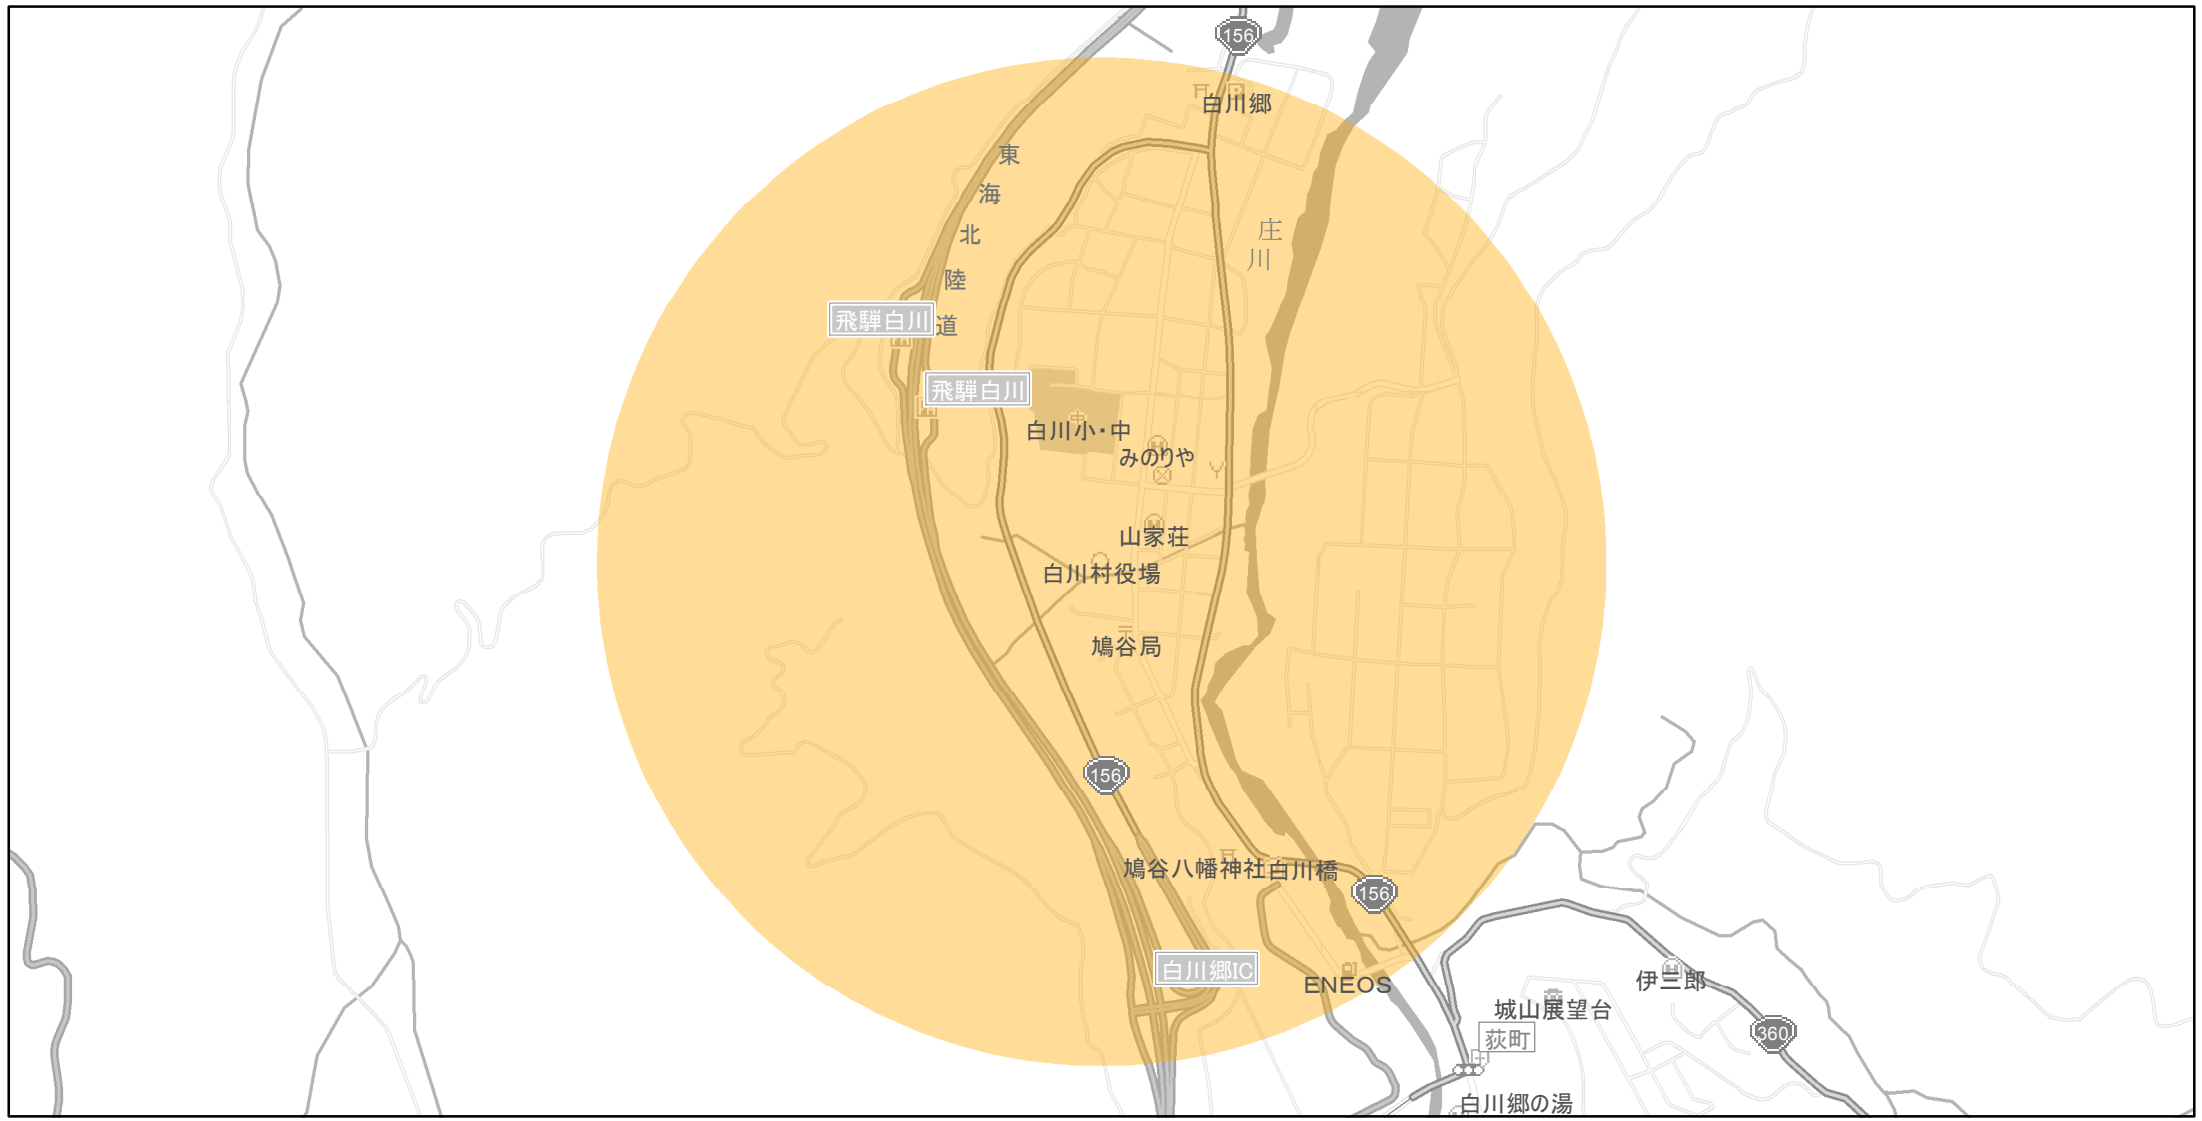 156
白川郷
東海北陸道
庄川
飛騨白川
飛騨白川
白川小・中
みのりや
山家荘
白川村役場
鳩谷局
156
鳩谷八幡神社
白川橋
156
白川郷IC
ENEOS
伊三郎
城山展望台
荻町
360
白川郷の湯